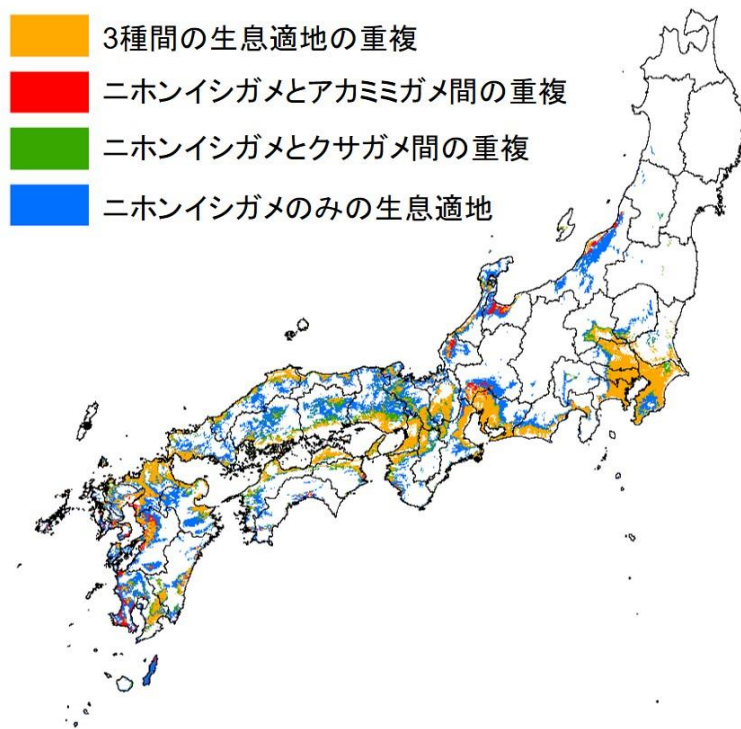 3種間の生息適地の重複
ニホンイシガメとアカミミガメ間の重複
ニホンイシガメとクサガメ間の重複
ニホンイシガメのみの生息適地